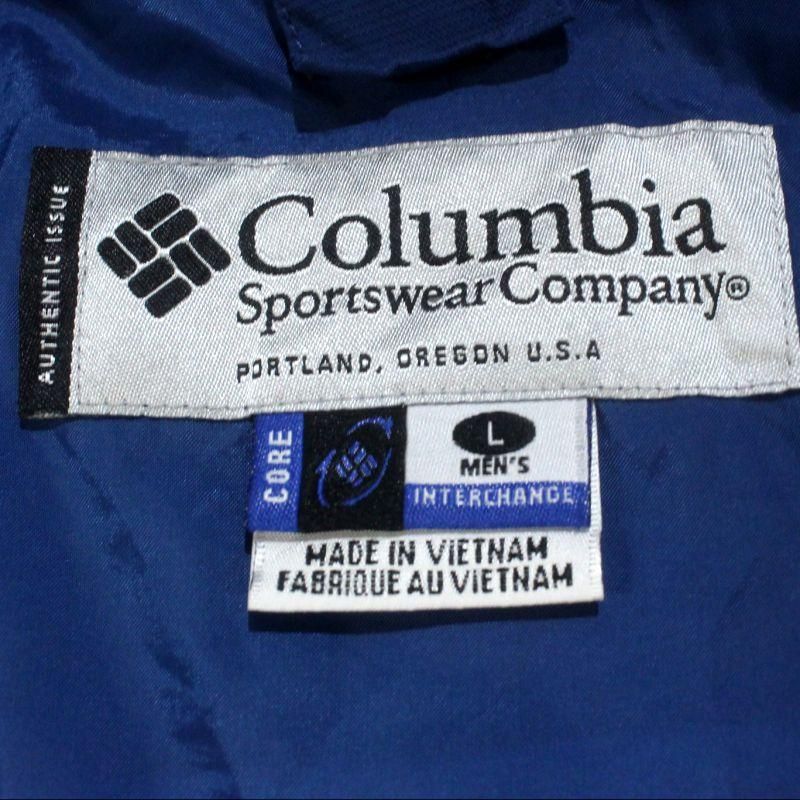 AUTHENTIC ISSUE
Columbia
Sportswear Company®
PORTLAND, OREGON U.S.A
CORE
L
MEN'S
INTERCHANGE
MADE IN VIETNAM
FABRIQUE AU VIETNAM